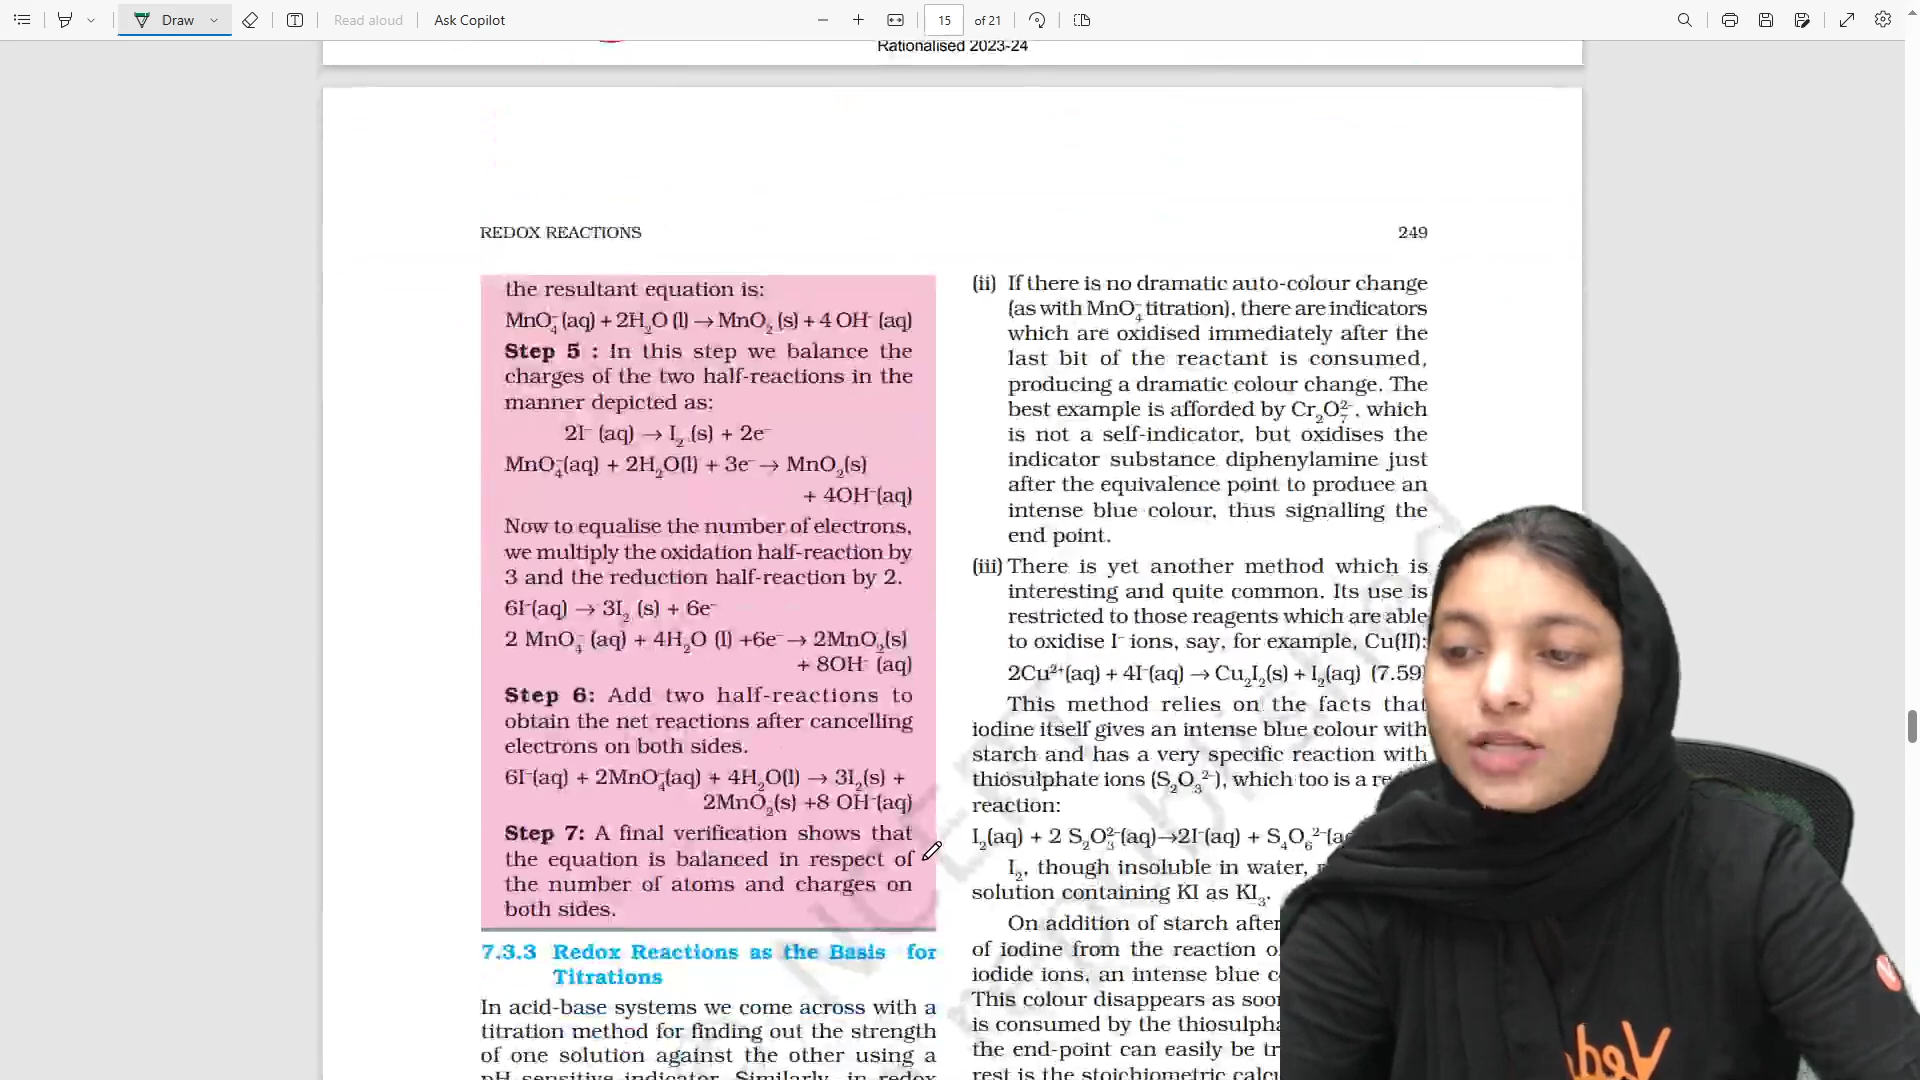 Draw
Read aloud
Ask Copilot
15
of 21
Rationalised 2023-24
REDOX REACTIONS
249
the resultant equation is:
MnO₄⁻ (aq) + 2H₂O (l) → MnO₂ (s) + 4 OH⁻ (aq)
Step 5 : In this step we balance the
charges of the two half-reactions in the
manner depicted as:
2I⁻ (aq) → I₂ (s) + 2e⁻
MnO₄⁻(aq) + 2H₂O(l) + 3e⁻ → MnO₂(s)
+ 4OH⁻(aq)
Now to equalise the number of electrons,
we multiply the oxidation half-reaction by
3 and the reduction half-reaction by 2.
6I⁻(aq) → 3I₂ (s) + 6e⁻
2 MnO₄⁻ (aq) + 4H₂O (l) +6e⁻ → 2MnO₂(s)
+ 8OH⁻ (aq)
Step 6: Add two half-reactions to
obtain the net reactions after cancelling
electrons on both sides.
6I⁻(aq) + 2MnO₄⁻(aq) + 4H₂O(l) → 3I₂(s) +
2MnO₂(s) +8 OH⁻(aq)
Step 7: A final verification shows that
the equation is balanced in respect of
the number of atoms and charges on
both sides.
7.3.3 Redox Reactions as the Basis for
Titrations
In acid-base systems we come across with a
titration method for finding out the strength
of one solution against the other using a
pH sensitive indicator. Similarly, in redox
(ii) If there is no dramatic auto-colour change
(as with MnO₄⁻ titration), there are indicators
which are oxidised immediately after the
last bit of the reactant is consumed,
producing a dramatic colour change. The
best example is afforded by Cr₂O₇²⁻, which
is not a self-indicator, but oxidises the
indicator substance diphenylamine just
after the equivalence point to produce an
intense blue colour, thus signalling the
end point.
(iii) There is yet another method which is
interesting and quite common. Its use is
restricted to those reagents which are able
to oxidise I⁻ ions, say, for example, Cu(II):
2Cu²⁺(aq) + 4I⁻(aq) → Cu₂I₂(s) + I₂(aq) (7.59)
This method relies on the facts that
iodine itself gives an intense blue colour with
starch and has a very specific reaction with
thiosulphate ions (S₂O₃²⁻), which too is a
reaction:
I₂(aq) + 2 S₂O₃²⁻(aq)→2I⁻(aq) + S₄O₆²⁻(aq
I₂, though insoluble in water,
solution containing KI as KI₃.
On addition of starch after
of iodine from the reaction
iodide ions, an intense blue
This colour disappears as soo
is consumed by the thiosulpha
the end-point can easily be
rest is the stoichiometric